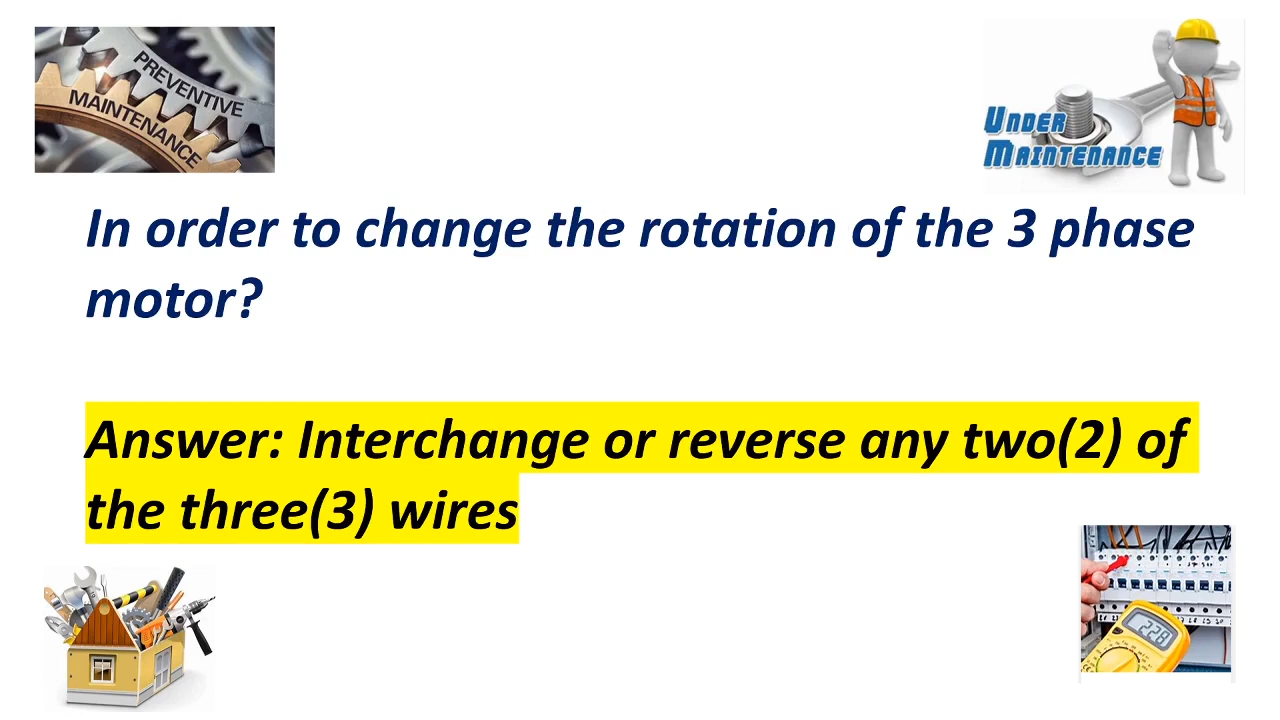 PREVENTIVE
MAINTENANCE
UNDER
MAINTENANCE
In order to change the rotation of the 3 phase
motor?
Answer: Interchange or reverse any two(2) of
the three(3) wires
228